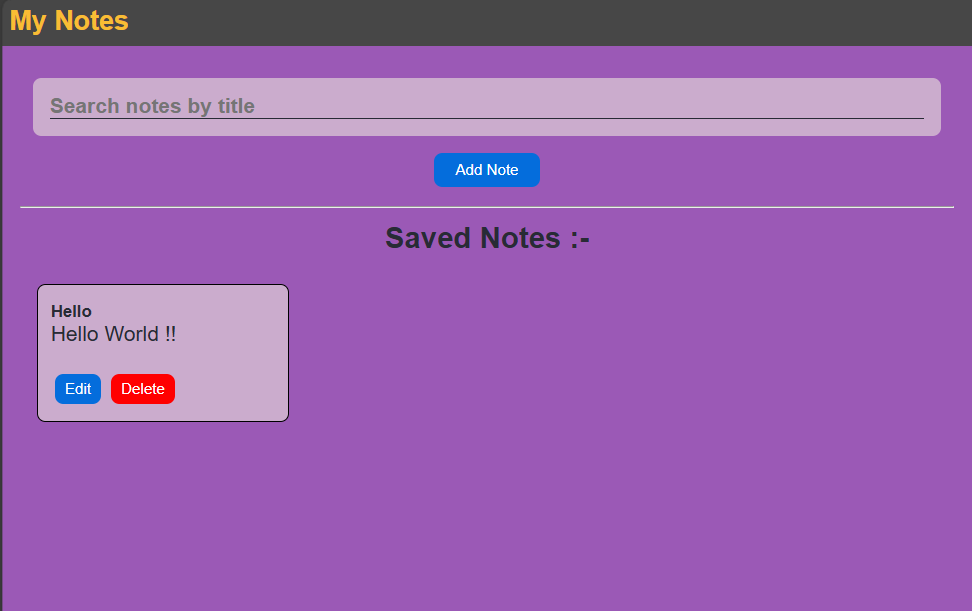 My Notes
Search notes by title
Add Note
Saved Notes :-
Hello
Hello World !!
Edit Delete